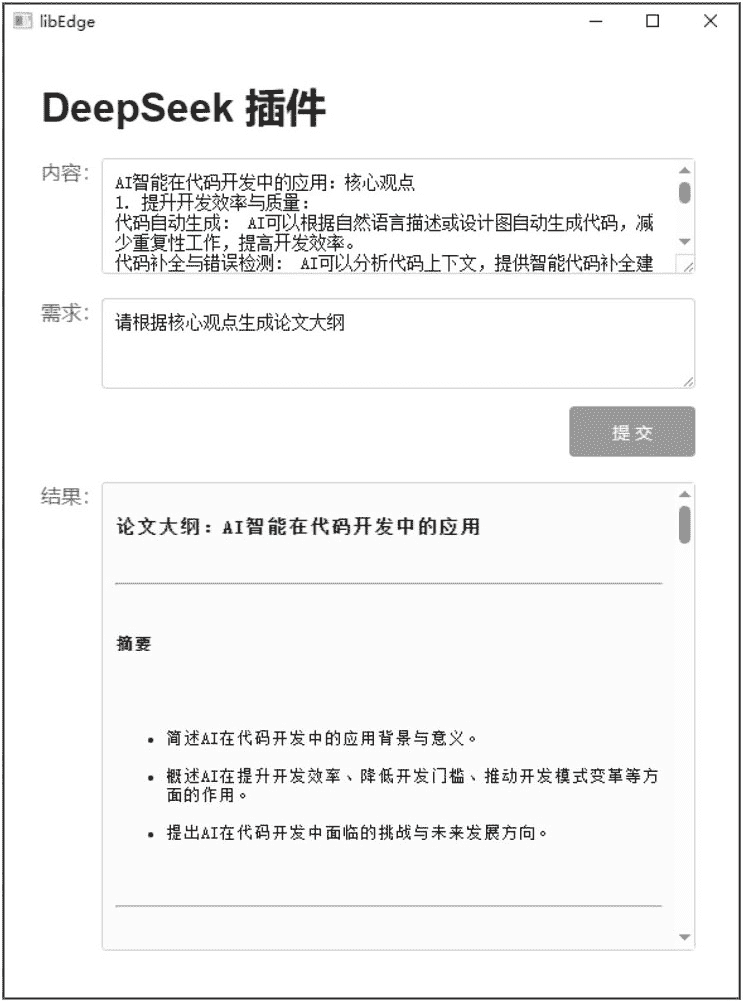 libEdge
DeepSeek 插件
内容：
AI智能在代码开发中的应用：核心观点
1. 提升开发效率与质量：
代码自动生成： AI可以根据自然语言描述或设计图自动生成代码，减
少重复性工作，提高开发效率。
代码补全与错误检测： AI可以分析代码上下文，提供智能代码补全建
需求：
请根据核心观点生成论文大纲
提 交
结果：
论文大纲：AI智能在代码开发中的应用
摘要
• 简述AI在代码开发中的应用背景与意义。
• 概述AI在提升开发效率、降低开发门槛、推动开发模式变革等方
面的作用。
• 提出AI在代码开发中面临的挑战与未来发展方向。